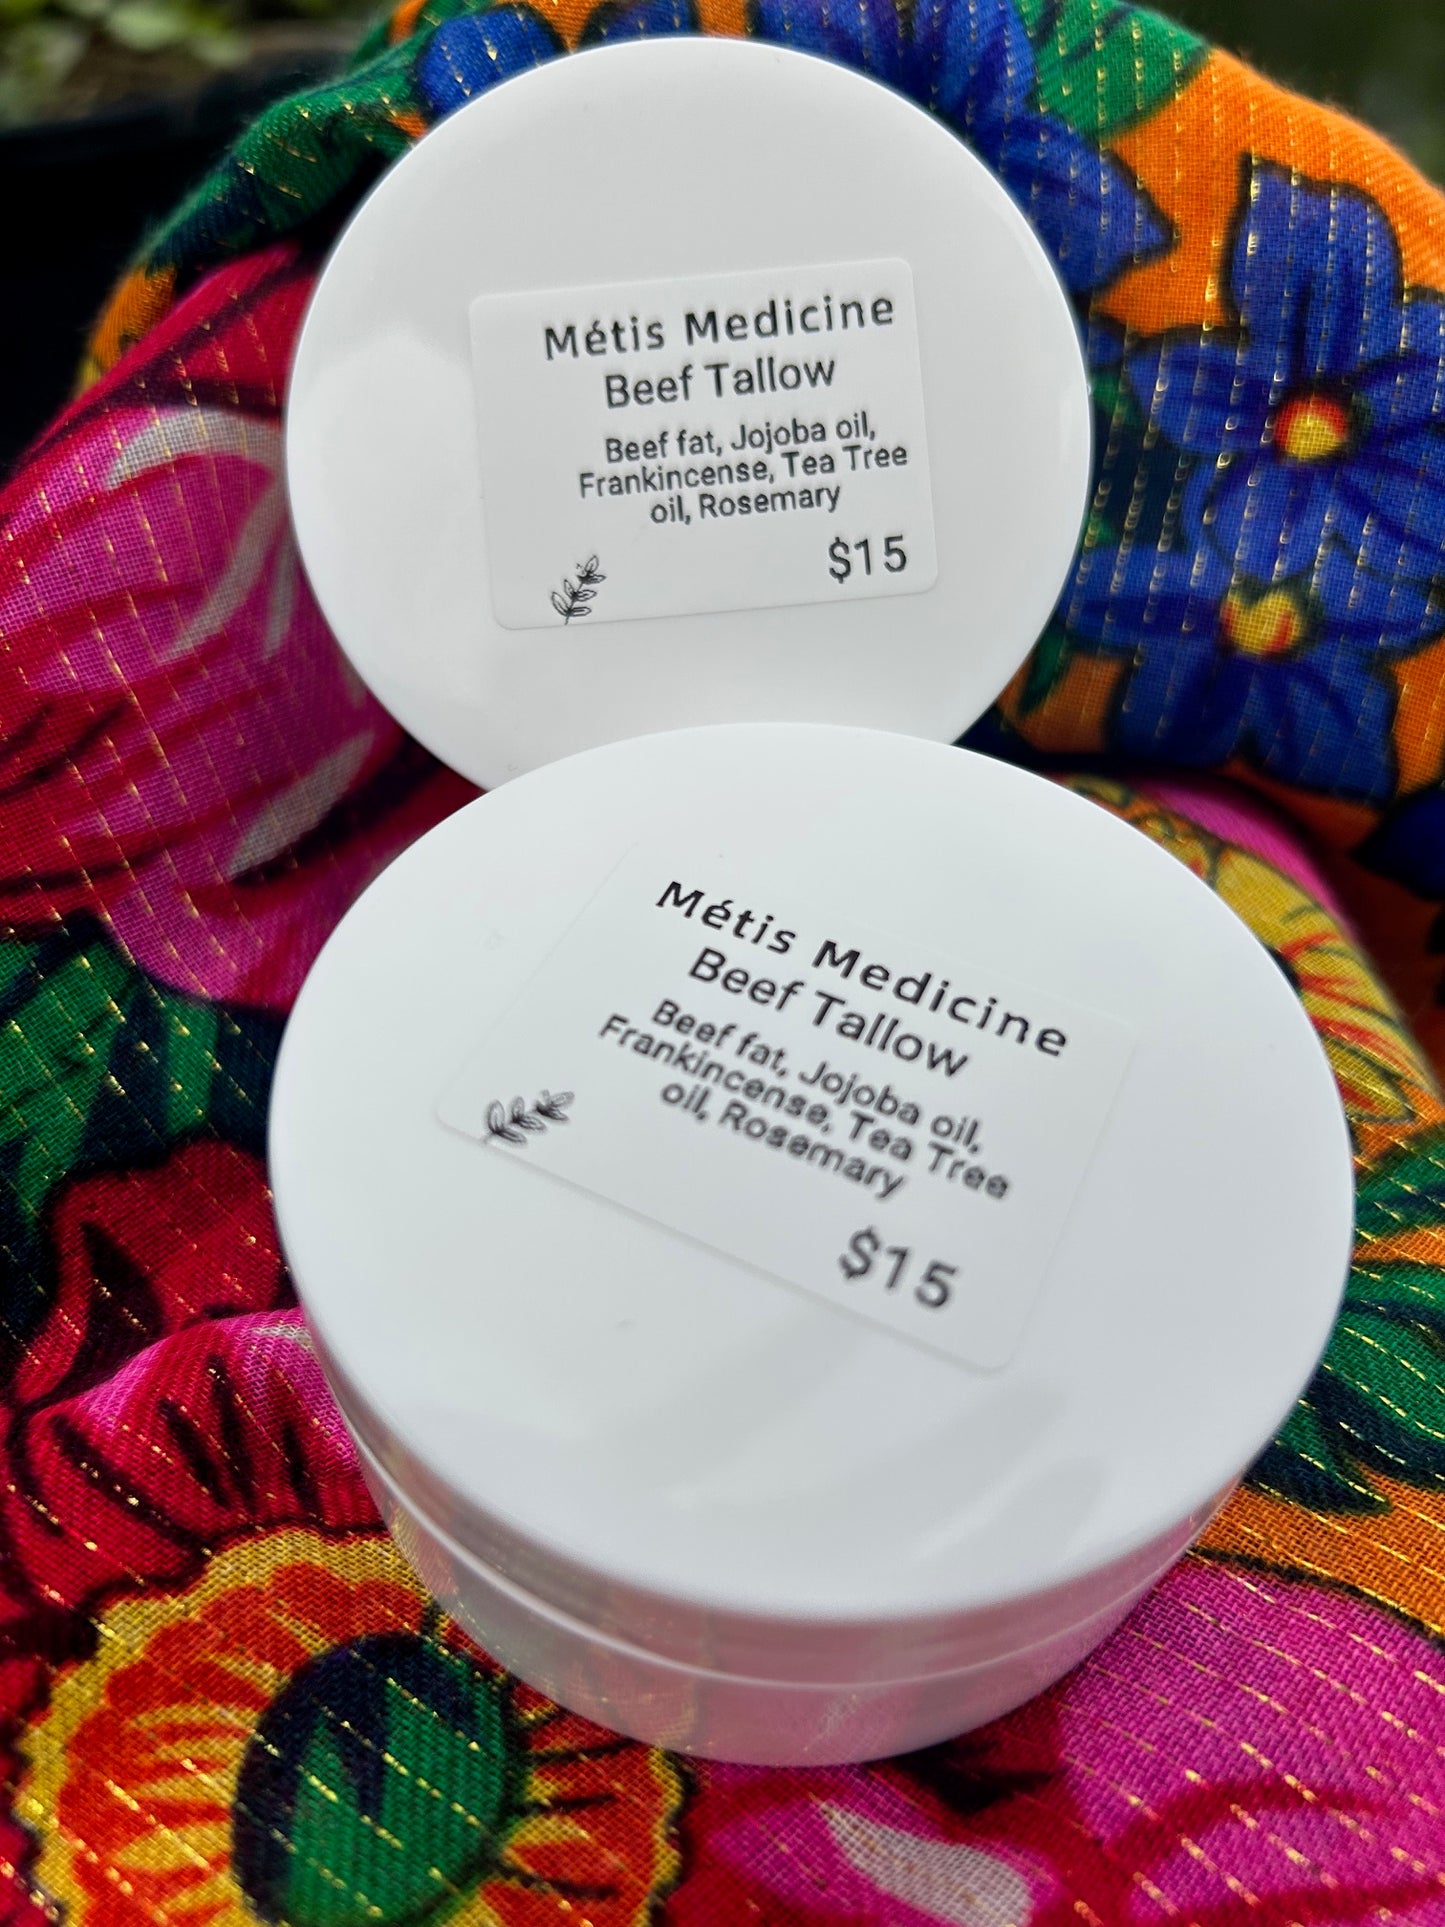 Métis Medicine
Beef Tallow
Beef fat, Jojoba oil,
Frankincense, Tea Tree
oil, Rosemary
$15
Métis Medicine
Beef Tallow
Beef fat, Jojoba oil,
Frankincense, Tea Tree
oil, Rosemary
$15